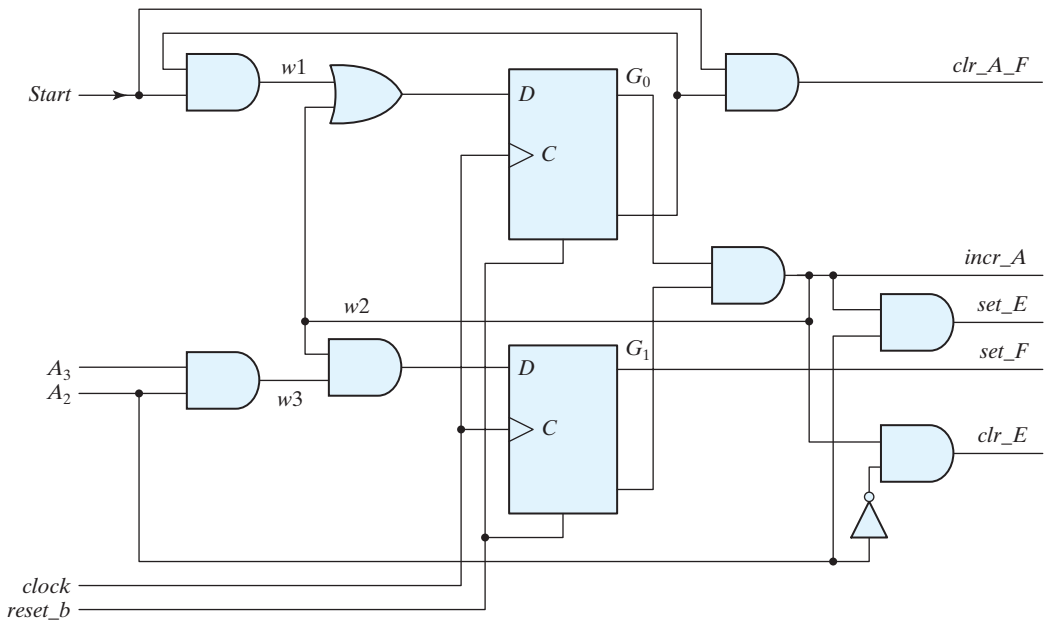 clr_A_F
w1
G₀
Start
D
C
incr_A
set_E
w2
G₁
set_F
A₃
D
A₂
w3
C
clr_E
clock
reset_b